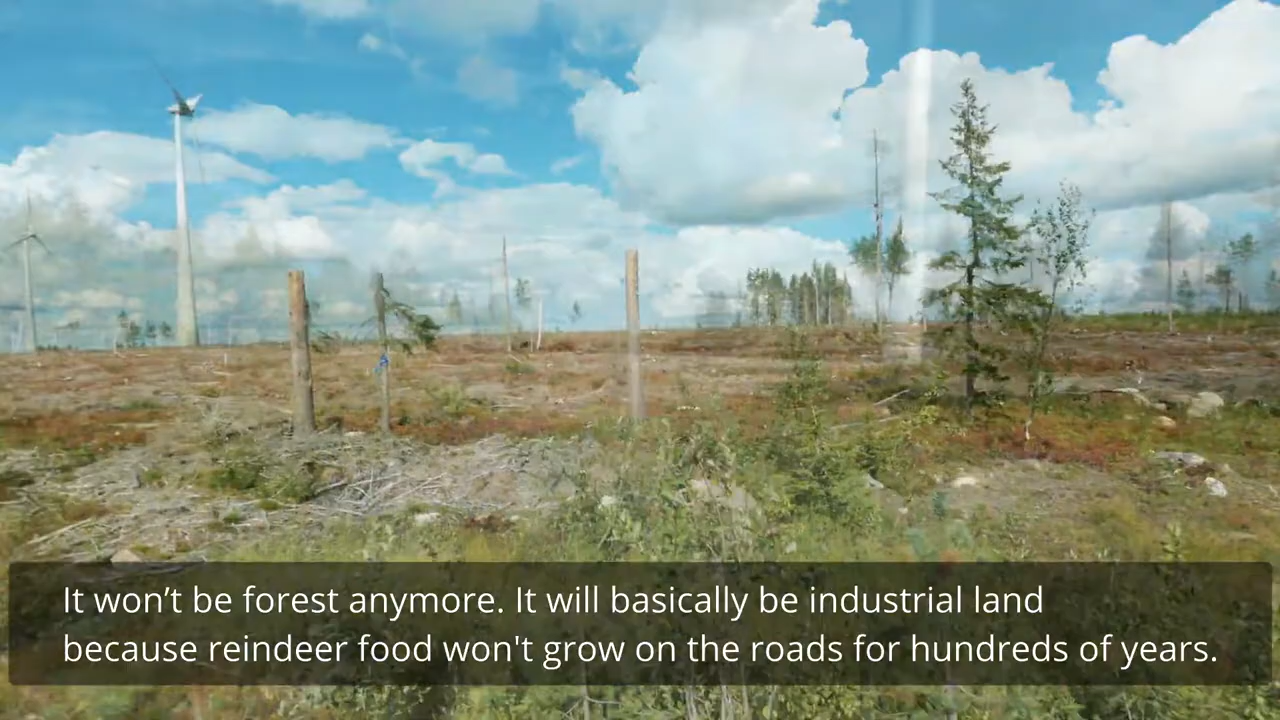 It won’t be forest anymore. It will basically be industrial land
because reindeer food won't grow on the roads for hundreds of years.